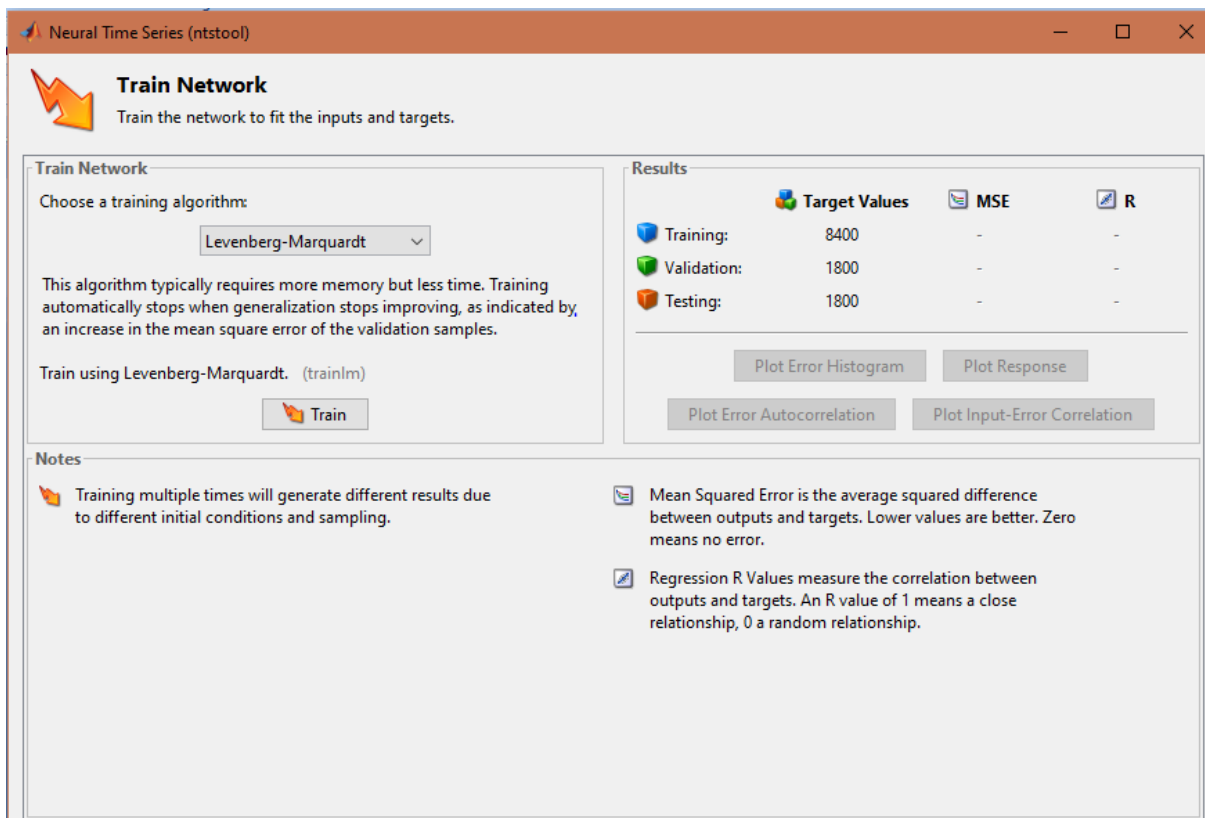 Neural Time Series (ntstool)
Train Network
Train the network to fit the inputs and targets.
Train Network
Choose a training algorithm:
Levenberg-Marquardt
This algorithm typically requires more memory but less time. Training
automatically stops when generalization stops improving, as indicated by,
an increase in the mean square error of the validation samples.
Train using Levenberg-Marquardt. (trainlm)
Train
Results
Target Values MSE R
Training: 8400 - -
Validation: 1800 - -
Testing: 1800 - -
Plot Error Histogram Plot Response
Plot Error Autocorrelation Plot Input-Error Correlation
Notes
Training multiple times will generate different results due
to different initial conditions and sampling.
Mean Squared Error is the average squared difference
between outputs and targets. Lower values are better. Zero
means no error.
Regression R Values measure the correlation between
outputs and targets. An R value of 1 means a close
relationship, 0 a random relationship.